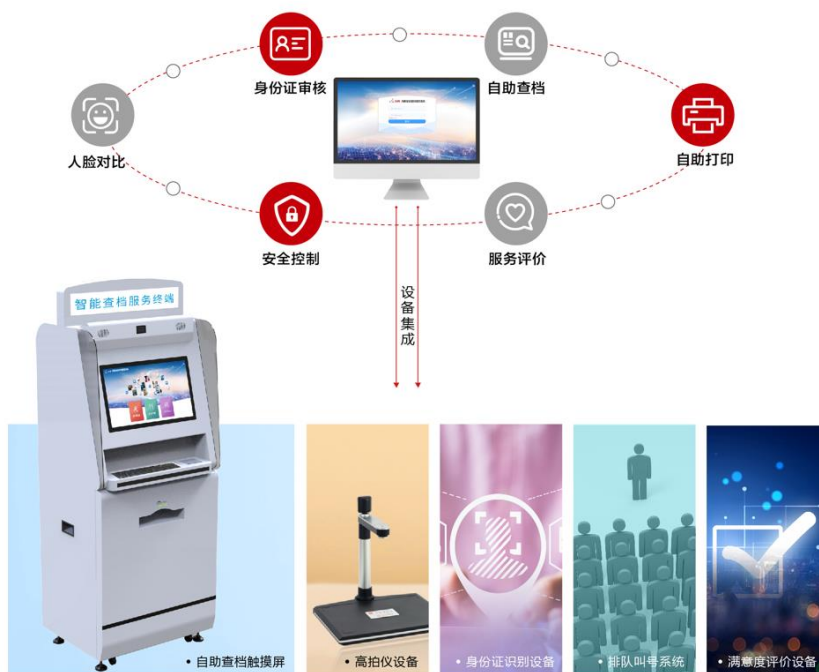 身份证审核
自助查档
人脸对比
自助打印
安全控制
服务评价
设备集成
智能查档服务终端
• 自助查档触摸屏
• 高拍仪设备
• 身份证识别设备
• 排队叫号系统
• 满意度评价设备